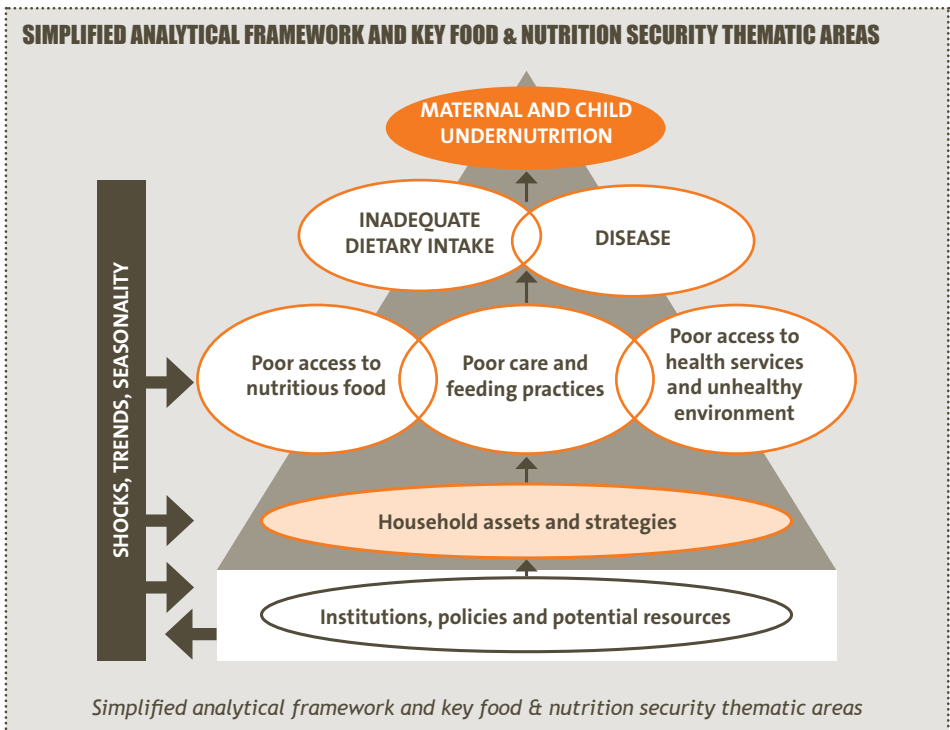 SIMPLIFIED ANALYTICAL FRAMEWORK AND KEY FOOD & NUTRITION SECURITY THEMATIC AREAS
MATERNAL AND CHILD
UNDERNUTRITION
INADEQUATE
DIETARY INTAKE
DISEASE
SHOCKS, TRENDS, SEASONALITY
Poor access to
nutritious food
Poor care and
feeding practices
Poor access to
health services
and unhealthy
environment
Household assets and strategies
Institutions, policies and potential resources
Simplified analytical framework and key food & nutrition security thematic areas